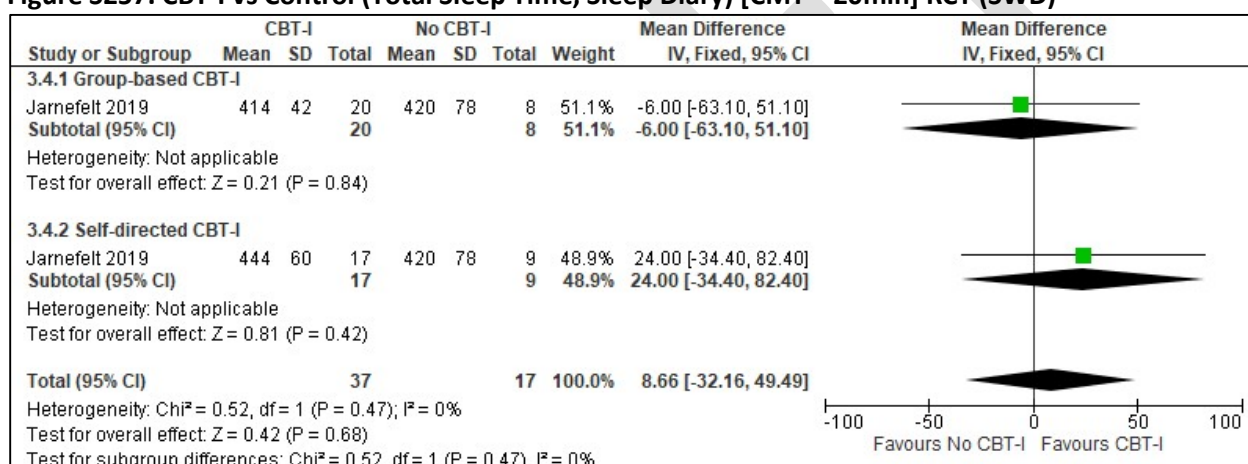 Figure S257. CBT-I vs Control (Total Sleep Time, Sleep Diary) [CMT = 20min] RCT (SWD)
CBT-I No CBT-I Mean Difference Mean Difference
Study or Subgroup Mean SD Total Mean SD Total Weight IV, Fixed, 95% CI IV, Fixed, 95% CI
3.4.1 Group-based CBT-I
Jarnefelt 2019 414 42 20 420 78 8 51.1% -6.00 [-63.10, 51.10]
Subtotal (95% CI) 20 8 51.1% -6.00 [-63.10, 51.10]
Heterogeneity: Not applicable
Test for overall effect: Z = 0.21 (P = 0.84)
3.4.2 Self-directed CBT-I
Jarnefelt 2019 444 60 17 420 78 9 48.9% 24.00 [-34.40, 82.40]
Subtotal (95% CI) 17 9 48.9% 24.00 [-34.40, 82.40]
Heterogeneity: Not applicable
Test for overall effect: Z = 0.81 (P = 0.42)
Total (95% CI) 37 17 100.0% 8.66 [-32.16, 49.49]
Heterogeneity: Chi² = 0.52, df = 1 (P = 0.47); I² = 0%
Test for overall effect: Z = 0.42 (P = 0.68)
Test for subgroup differences: Chi² = 0.52, df = 1 (P = 0.47), I² = 0%
-100 -50 0 50 100
Favours No CBT-I Favours CBT-I